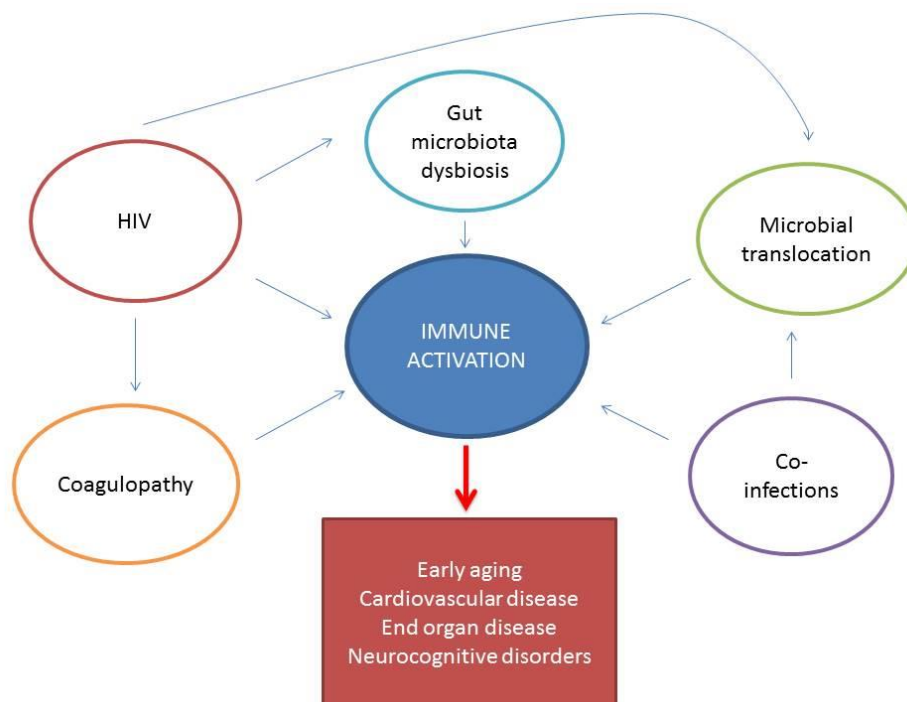 Gut
microbiota
dysbiosis
HIV
Microbial
translocation
IMMUNE
ACTIVATION
Coagulopathy
Co-
infections
Early aging
Cardiovascular disease
End organ disease
Neurocognitive disorders